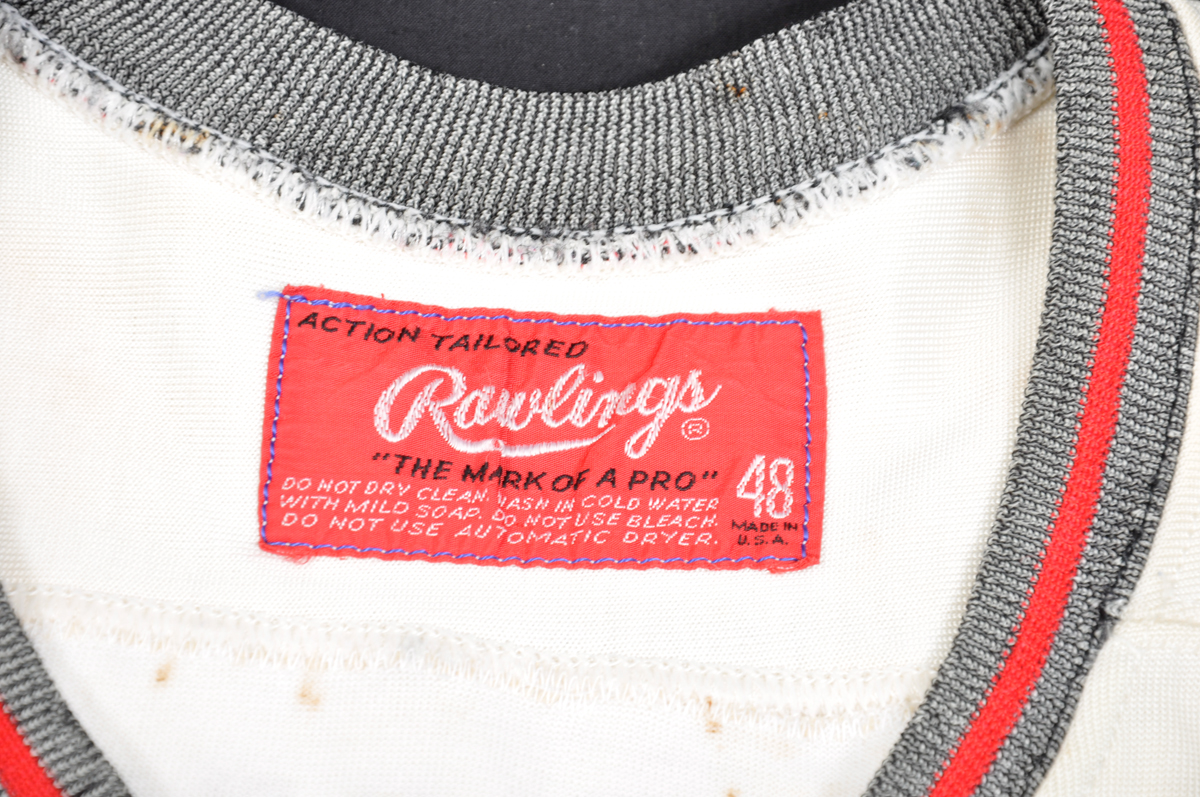 ACTION TAILORED
Rawlings ®
"THE MARK OF A PRO"
48
DO NOT DRY CLEAN. WASH IN COLD WATER
WITH MILD SOAP. DO NOT USE BLEACH.
DO NOT USE AUTOMATIC DRYER.
MADE IN
U.S.A.